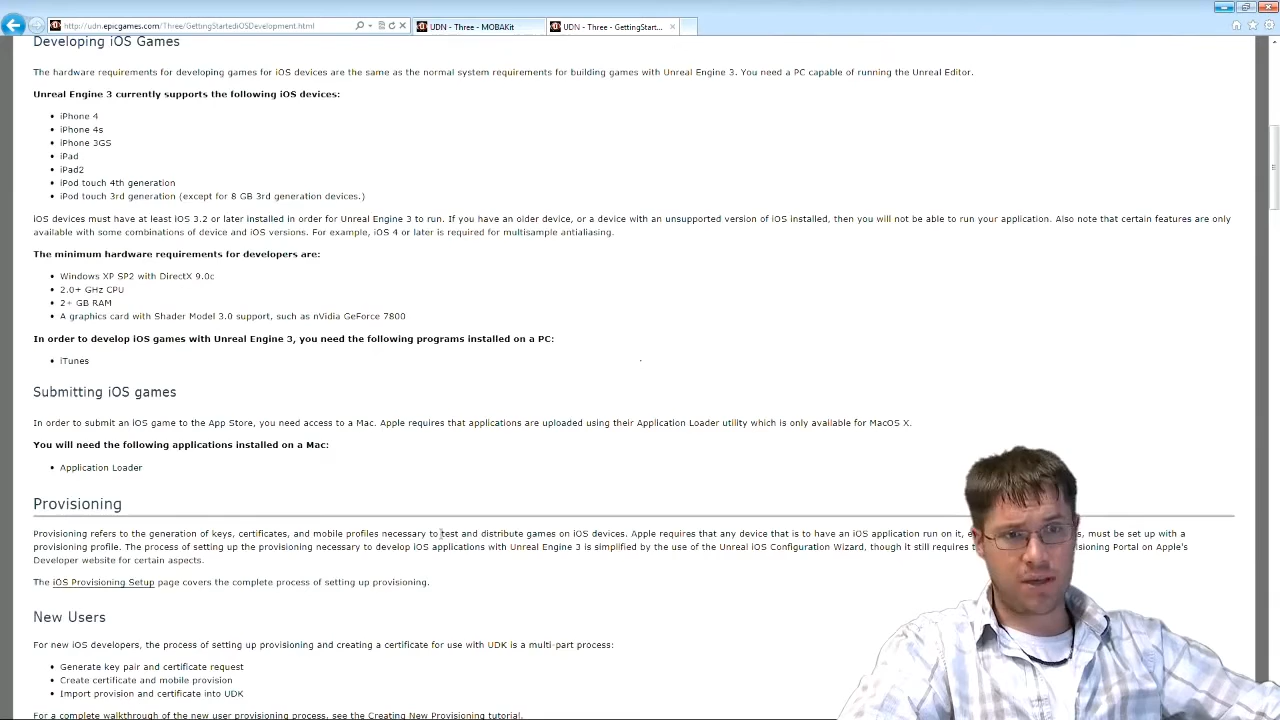 http://udn.epicgames.com/Three/GettingStartediOSDevelopment.html
UDN - Three - MOBAKit
UDN - Three - GettingStart...
Developing iOS Games
The hardware requirements for developing games for iOS devices are the same as the normal system requirements for building games with Unreal Engine 3. You need a PC capable of running the Unreal Editor.
Unreal Engine 3 currently supports the following iOS devices:
• iPhone 4
• iPhone 4s
• iPhone 3GS
• iPad
• iPad2
• iPod touch 4th generation
• iPod touch 3rd generation (except for 8 GB 3rd generation devices.)
iOS devices must have at least iOS 3.2 or later installed in order for Unreal Engine 3 to run. If you have an older device, or a device with an unsupported version of iOS installed, then you will not be able to run your application. Also note that certain features are only
available with some combinations of device and iOS versions. For example, iOS 4 or later is required for multisample antialiasing.
The minimum hardware requirements for developers are:
• Windows XP SP2 with DirectX 9.0c
• 2.0+ GHz CPU
• 2+ GB RAM
• A graphics card with Shader Model 3.0 support, such as nVidia GeForce 7800
In order to develop iOS games with Unreal Engine 3, you need the following programs installed on a PC:
• iTunes
Submitting iOS games
In order to submit an iOS game to the App Store, you need access to a Mac. Apple requires that applications are uploaded using their Application Loader utility which is only available for MacOS X.
You will need the following applications installed on a Mac:
• Application Loader
Provisioning
Provisioning refers to the generation of keys, certificates, and mobile profiles necessary to test and distribute games on iOS devices. Apple requires that any device that is to have an iOS application run on it, must be set up with a
provisioning profile. The process of setting up the provisioning necessary to develop iOS applications with Unreal Engine 3 is simplified by the use of the Unreal iOS Configuration Wizard, though it still requires Portal on Apple's
Developer website for certain aspects.
The iOS Provisioning Setup page covers the complete process of setting up provisioning.
New Users
For new iOS developers, the process of setting up provisioning and creating a certificate for use with UDK is a multi-part process:
• Generate key pair and certificate request
• Create certificate and mobile provision
• Import provision and certificate into UDK
For a complete walkthrough of the new user provisioning process, see the Creating New Provisioning tutorial.